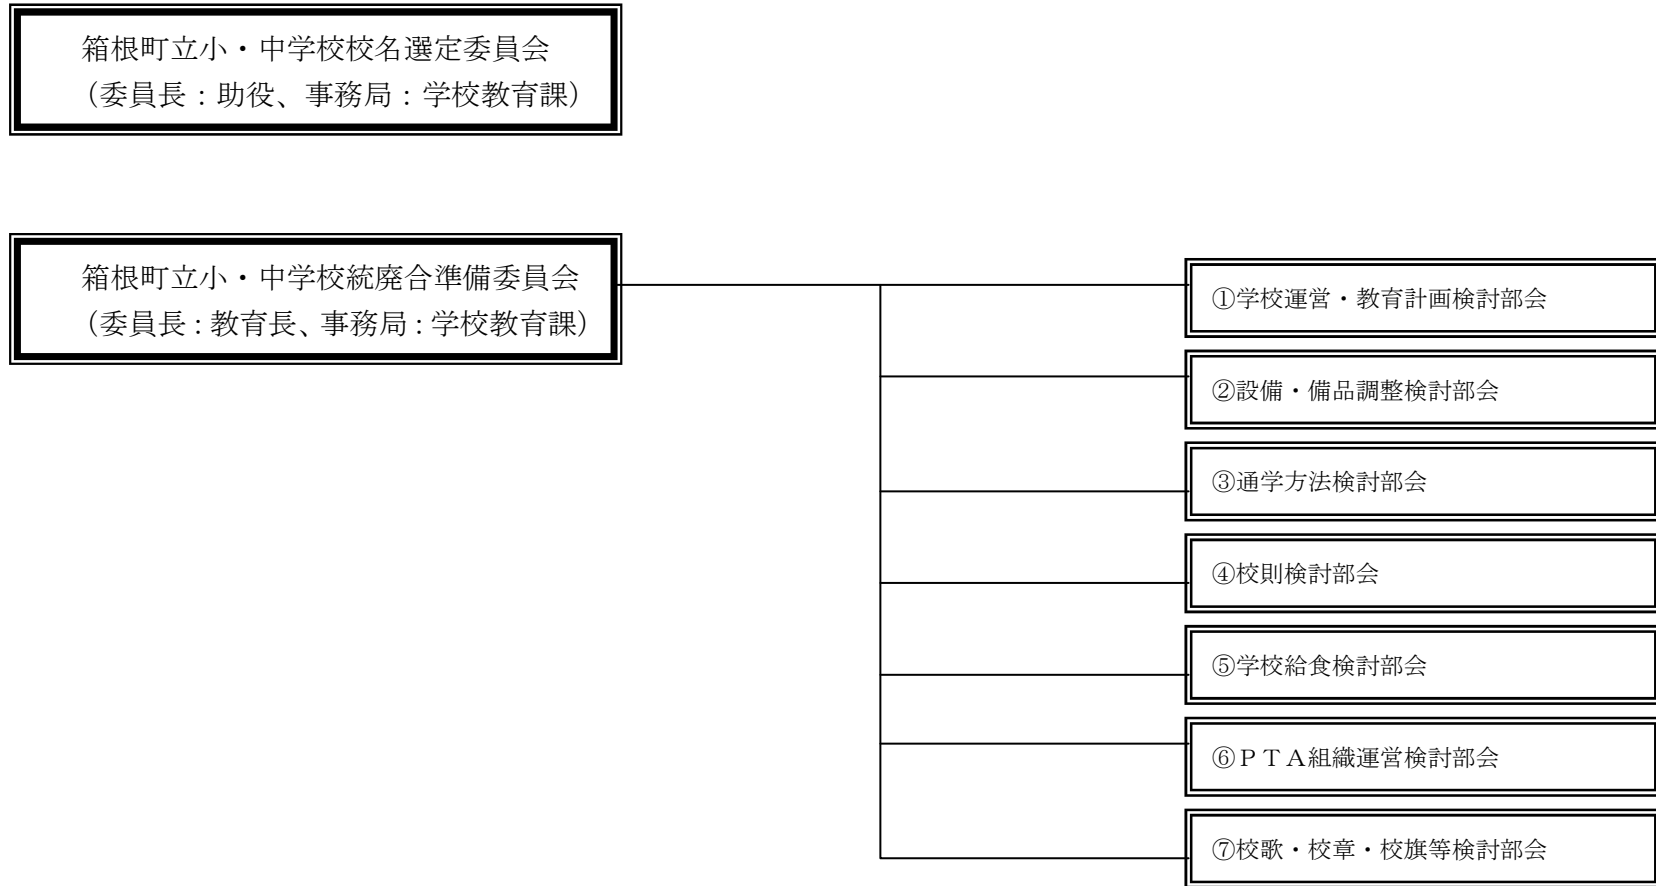 箱根町立小・中学校校名選定委員会
（委員長：助役、事務局：学校教育課）
箱根町立小・中学校統廃合準備委員会
（委員長：教育長、事務局：学校教育課）
①学校運営・教育計画検討部会
②設備・備品調整検討部会
③通学方法検討部会
④校則検討部会
⑤学校給食検討部会
⑥ＰＴＡ組織運営検討部会
⑦校歌・校章・校旗等検討部会